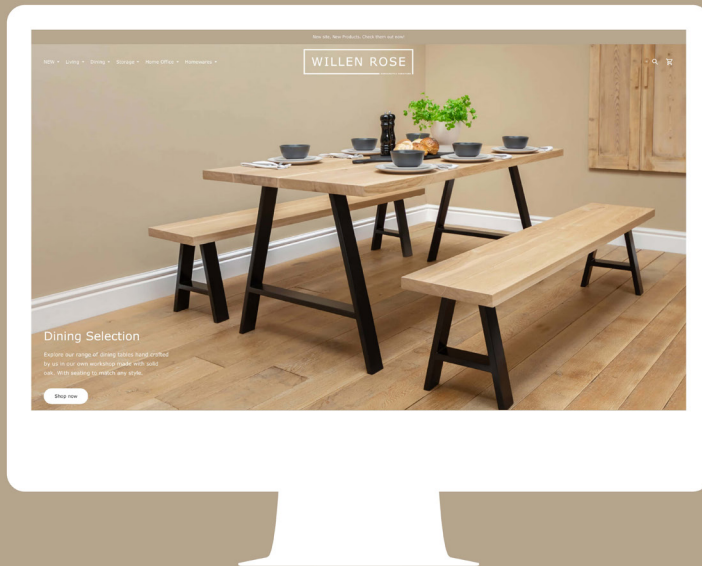 New site, New Products. Check them out now!
NEW Living Dining Storage Home Office Homewares
WILLEN ROSE
Dining Selection
Explore our range of dining tables hand crafted
by us in our own workshop made with solid
oak. With seating to match any style.
Shop now